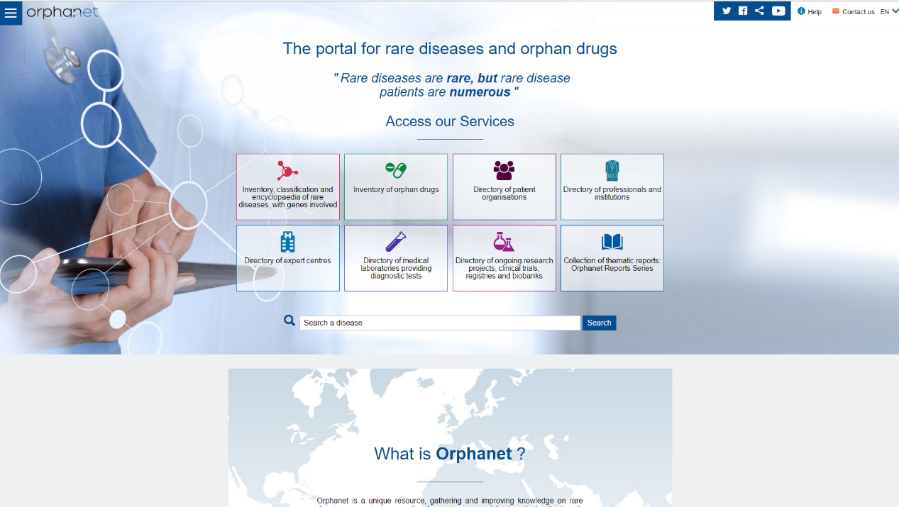 orphanet
Help
Contact us
EN
The portal for rare diseases and orphan drugs
" Rare diseases are rare, but rare disease
patients are numerous "
Access our Services
Inventory, classification and
encyclopaedia of rare
diseases, with genes involved
Inventory of orphan drugs
Directory of patient
organisations
Directory of professionals and
institutions
Directory of expert centres
Directory of medical
laboratories providing
diagnostic tests
Directory of ongoing research
projects, clinical trials,
registries and biobanks
Collection of thematic reports:
Orphanet Reports Series
Search a disease
Search
What is Orphanet ?
Orphanet is a unique resource, gathering and improving knowledge on rare